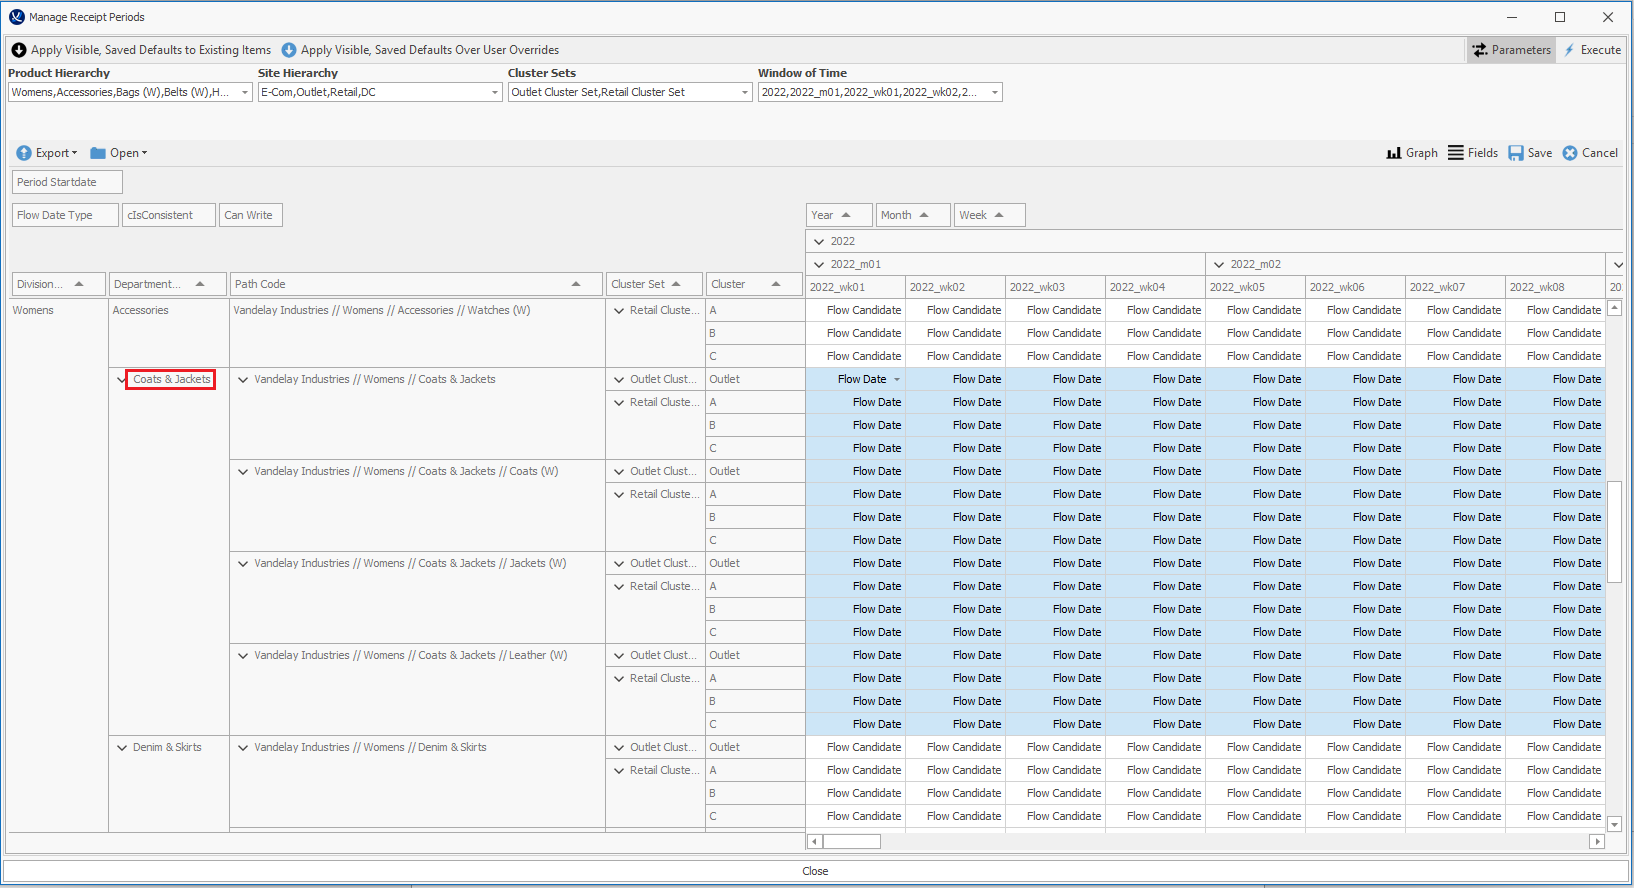 Manage Receipt Periods
Apply Visible, Saved Defaults to Existing Items Apply Visible, Saved Defaults Over User Overrides Parameters Execute
Product Hierarchy Site Hierarchy Cluster Sets Window of Time
Womens,Accessories,Bags (W),Belts (W),H... E-Com,Outlet,Retail,DC Outlet Cluster Set,Retail Cluster Set 2022,2022_m01,2022_wk01,2022_wk02,2...
Export Open Graph Fields Save Cancel
Period Startdate
Flow Date Type cIsConsistent Can Write Year Month Week
2022
2022_m01 2022_m02
Division... Department... Path Code Cluster Set Cluster 2022_wk01 2022_wk02 2022_wk03 2022_wk04 2022_wk05 2022_wk06 2022_wk07 2022_wk08 20
Womens Accessories Vandelay Industries // Womens // Accessories // Watches (W) Retail Cluste... A Flow Candidate Flow Candidate Flow Candidate Flow Candidate Flow Candidate Flow Candidate Flow Candidate Flow Candidate
B Flow Candidate Flow Candidate Flow Candidate Flow Candidate Flow Candidate Flow Candidate Flow Candidate Flow Candidate
C Flow Candidate Flow Candidate Flow Candidate Flow Candidate Flow Candidate Flow Candidate Flow Candidate Flow Candidate
Coats & Jackets Vandelay Industries // Womens // Coats & Jackets Outlet Clust... Outlet Flow Date Flow Date Flow Date Flow Date Flow Date Flow Date Flow Date Flow Date
Retail Cluste... A Flow Date Flow Date Flow Date Flow Date Flow Date Flow Date Flow Date Flow Date
B Flow Date Flow Date Flow Date Flow Date Flow Date Flow Date Flow Date Flow Date
C Flow Date Flow Date Flow Date Flow Date Flow Date Flow Date Flow Date Flow Date
Vandelay Industries // Womens // Coats & Jackets // Coats (W) Outlet Clust... Outlet Flow Date Flow Date Flow Date Flow Date Flow Date Flow Date Flow Date Flow Date
Retail Cluste... A Flow Date Flow Date Flow Date Flow Date Flow Date Flow Date Flow Date Flow Date
B Flow Date Flow Date Flow Date Flow Date Flow Date Flow Date Flow Date Flow Date
C Flow Date Flow Date Flow Date Flow Date Flow Date Flow Date Flow Date Flow Date
Vandelay Industries // Womens // Coats & Jackets // Jackets (W) Outlet Clust... Outlet Flow Date Flow Date Flow Date Flow Date Flow Date Flow Date Flow Date Flow Date
Retail Cluste... A Flow Date Flow Date Flow Date Flow Date Flow Date Flow Date Flow Date Flow Date
B Flow Date Flow Date Flow Date Flow Date Flow Date Flow Date Flow Date Flow Date
C Flow Date Flow Date Flow Date Flow Date Flow Date Flow Date Flow Date Flow Date
Vandelay Industries // Womens // Coats & Jackets // Leather (W) Outlet Clust... Outlet Flow Date Flow Date Flow Date Flow Date Flow Date Flow Date Flow Date Flow Date
Retail Cluste... A Flow Date Flow Date Flow Date Flow Date Flow Date Flow Date Flow Date Flow Date
B Flow Date Flow Date Flow Date Flow Date Flow Date Flow Date Flow Date Flow Date
C Flow Date Flow Date Flow Date Flow Date Flow Date Flow Date Flow Date Flow Date
Denim & Skirts Vandelay Industries // Womens // Denim & Skirts Outlet Clust... Outlet Flow Candidate Flow Candidate Flow Candidate Flow Candidate Flow Candidate Flow Candidate Flow Candidate Flow Candidate
Retail Cluste... A Flow Candidate Flow Candidate Flow Candidate Flow Candidate Flow Candidate Flow Candidate Flow Candidate Flow Candidate
B Flow Candidate Flow Candidate Flow Candidate Flow Candidate Flow Candidate Flow Candidate Flow Candidate Flow Candidate
C Flow Candidate Flow Candidate Flow Candidate Flow Candidate Flow Candidate Flow Candidate Flow Candidate Flow Candidate
Close